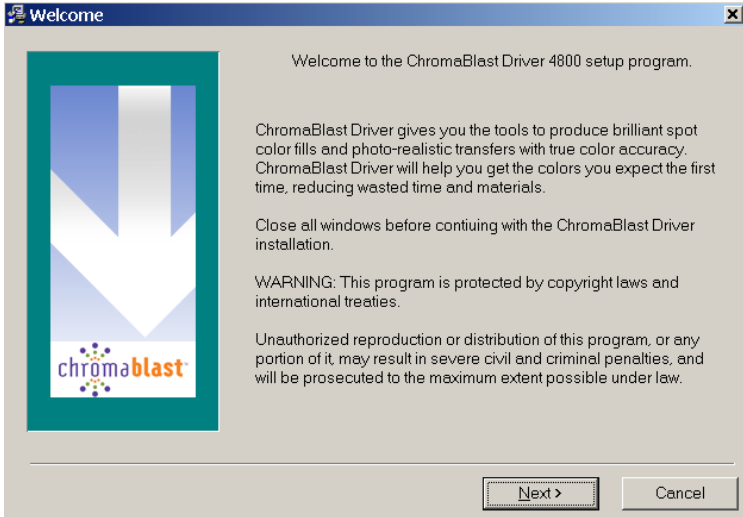 Welcome
Welcome to the ChromaBlast Driver 4800 setup program.
ChromaBlast Driver gives you the tools to produce brilliant spot
color fills and photo-realistic transfers with true color accuracy.
ChromaBlast Driver will help you get the colors you expect the first
time, reducing wasted time and materials.
Close all windows before contiuing with the ChromaBlast Driver
installation.
WARNING: This program is protected by copyright laws and
international treaties.
Unauthorized reproduction or distribution of this program, or any
portion of it, may result in severe civil and criminal penalties, and
will be prosecuted to the maximum extent possible under law.
chromablast
Next >
Cancel